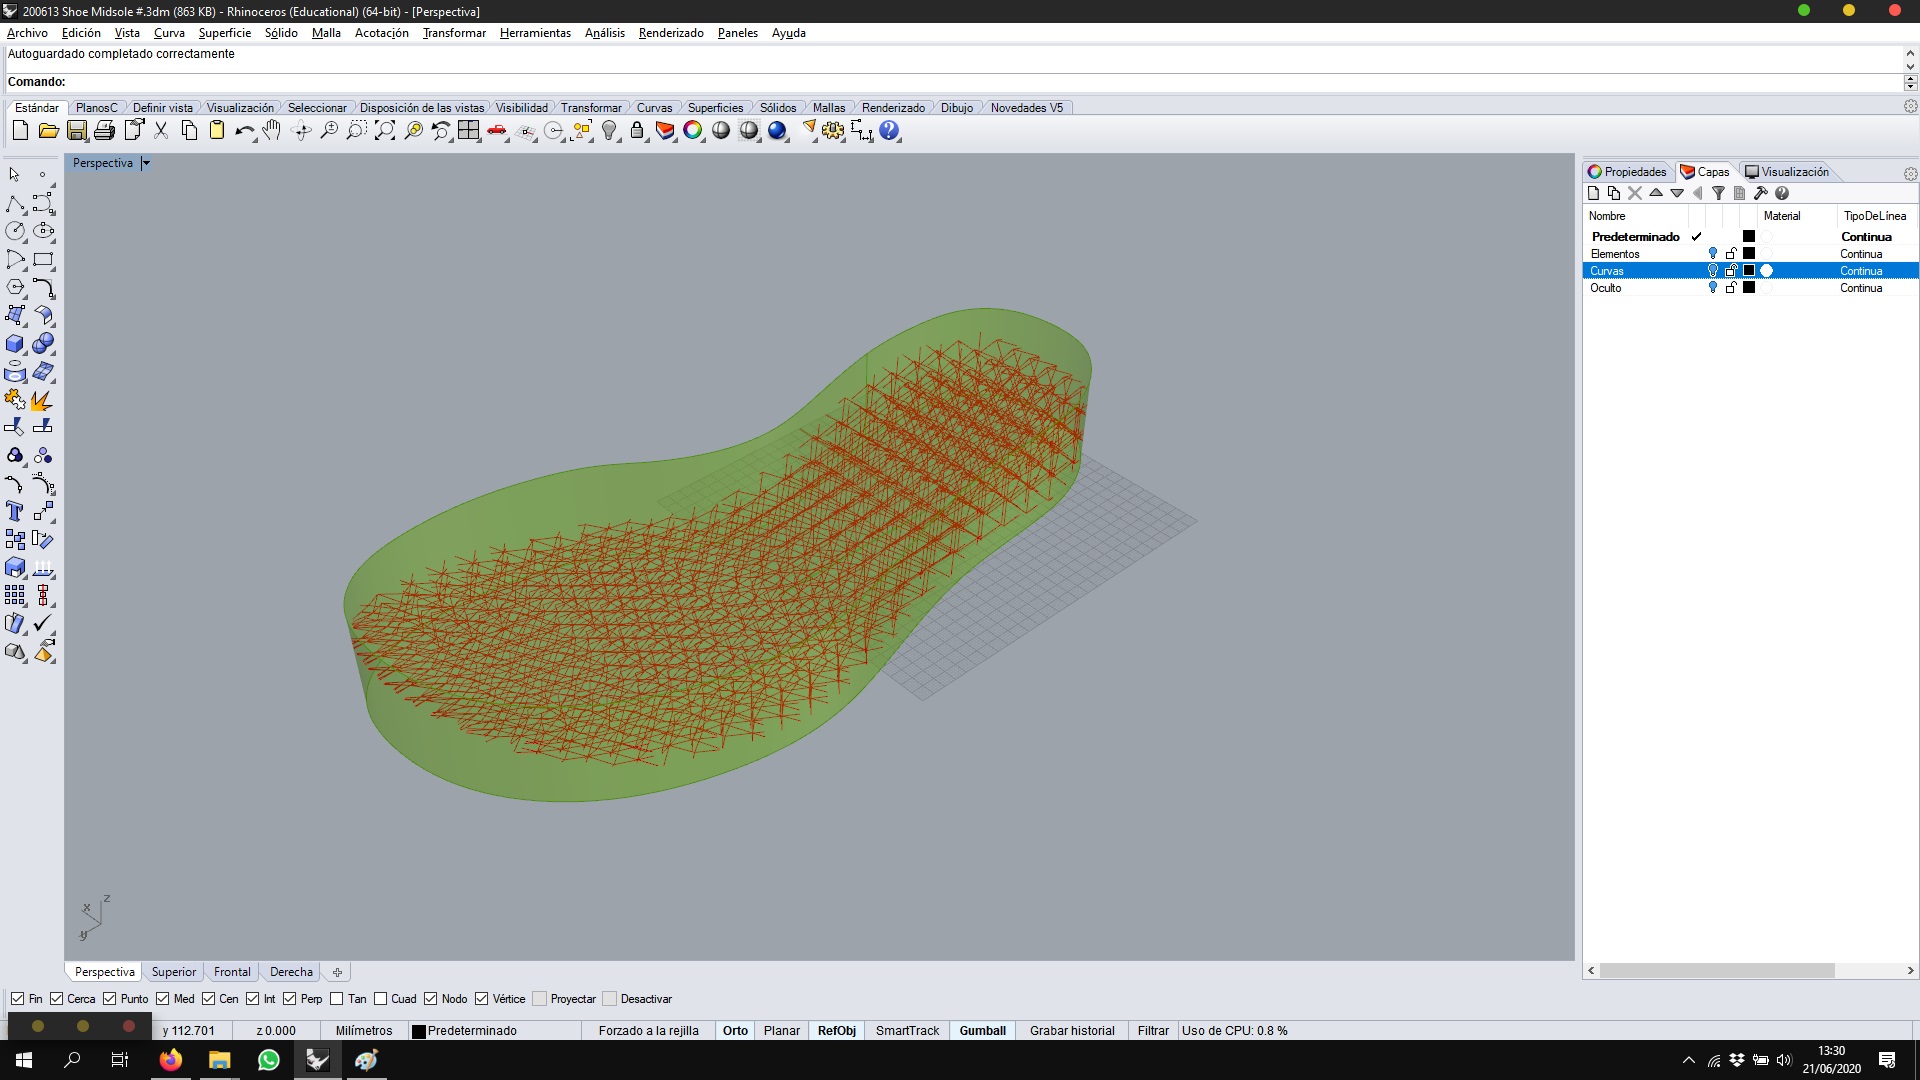 200613 Shoe Midsole #.3dm (863 KB) - Rhinoceros (Educational) (64-bit) - [Perspectiva]
Archivo Edición Vista Curva Superficie Sólido Malla Acotación Transformar Herramientas Análisis Renderizado Paneles Ayuda
Autoguardado completado correctamente
Comando:
Estándar PlanosC Definir vista Visualización Seleccionar Disposición de las vistas Visibilidad Transformar Curvas Superficies Sólidos Mallas Renderizado Dibujo Novedades V5
Perspectiva
Propiedades Capas Visualización
Nombre Material TipoDeLínea
Predeterminado Continua
Elementos Continua
Curvas Continua
Oculto Continua
z
x
y
Perspectiva Superior Frontal Derecha
Fin Cerca Punto Med Cen Int Perp Tan Cuad Nodo Vértice Proyectar Desactivar
y 112.701 z 0.000 Milímetros Predeterminado Forzado a la rejilla Orto Planar RefObj SmartTrack Gumball Grabar historial Filtrar Uso de CPU: 0.8 %
13:30
21/06/2020